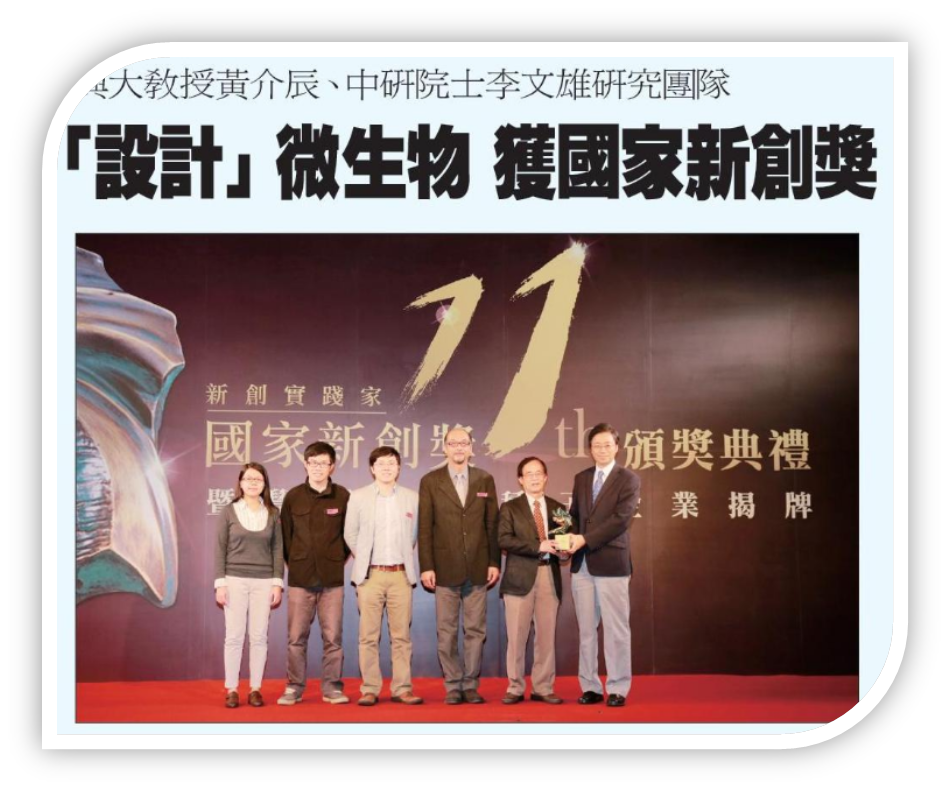 大教授黃介辰、中研院士李文雄研究團隊
「設計」微生物 獲國家新創獎
11th
新創實踐家
國家新創獎 頒獎典禮
暨 業揭牌